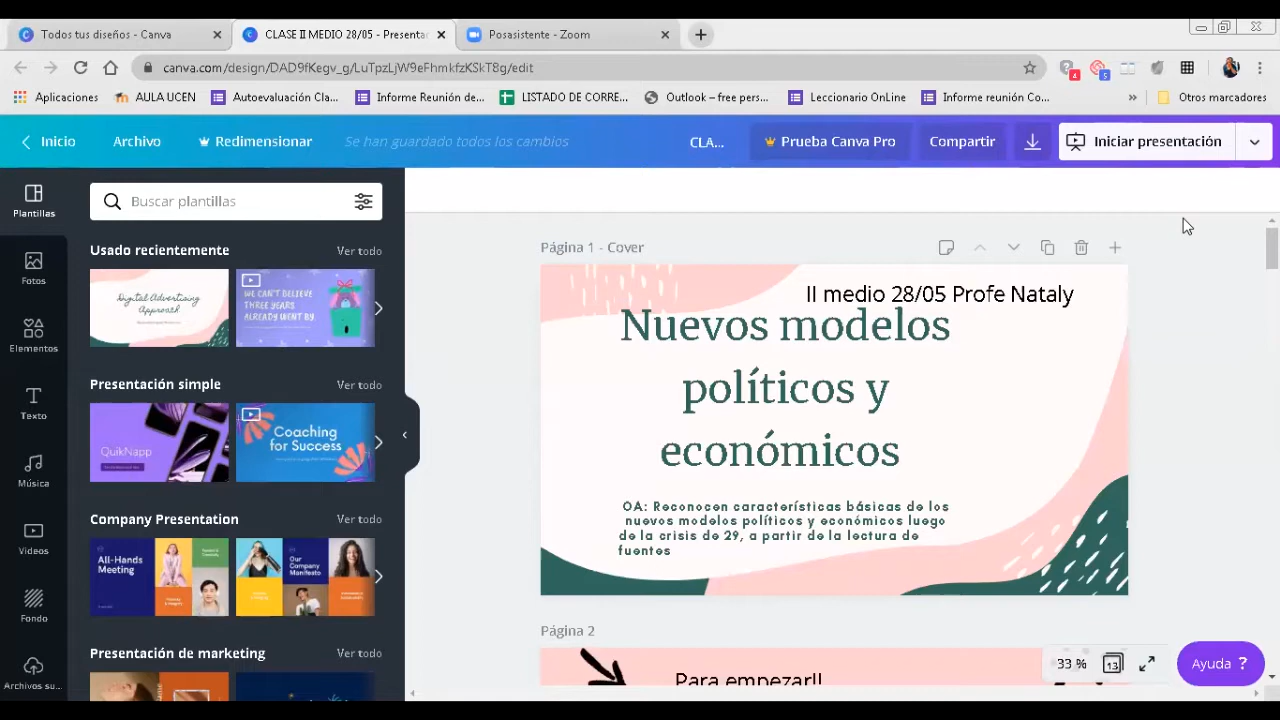 Todos tus diseños - Canva
CLASE II MEDIO 28/05 - Presentar
Posasistente - Zoom
canva.com/design/DAD9fKegv_g/LuTpzLjW9eFhmkfzKSkT8g/edit
4
5
Aplicaciones
AULA UCEN
Autoevaluación Cla...
Informe Reunión de...
LISTADO DE CORRE...
Outlook – free pers...
Leccionario OnLine
Informe reunión Co...
»
Otros marcadores
Inicio
Archivo
Redimensionar
Se han guardado todos los cambios
CLA...
Prueba Canva Pro
Compartir
Iniciar presentación
Plantillas
Fotos
Elementos
Texto
Música
Videos
Fondo
Archivos su...
Buscar plantillas
Usado recientemente
Ver todo
Digital Advertising
Approach
WE CAN'T BELIEVE
THREE YEARS
ALREADY WENT BY
Presentación simple
Ver todo
QuikNapp
Coaching
for Success
Company Presentation
Ver todo
All-Hands
Meeting
Our
Company
Manifesto
Presentación de marketing
Ver todo
Página 1 - Cover
II medio 28/05 Profe Nataly
Nuevos modelos
políticos y
económicos
OA: Reconocen características básicas de los
nuevos modelos políticos y económicos luego
de la crisis de 29, a partir de la lectura de
fuentes
Página 2
Para empezar!!
33 %
13
Ayuda ?